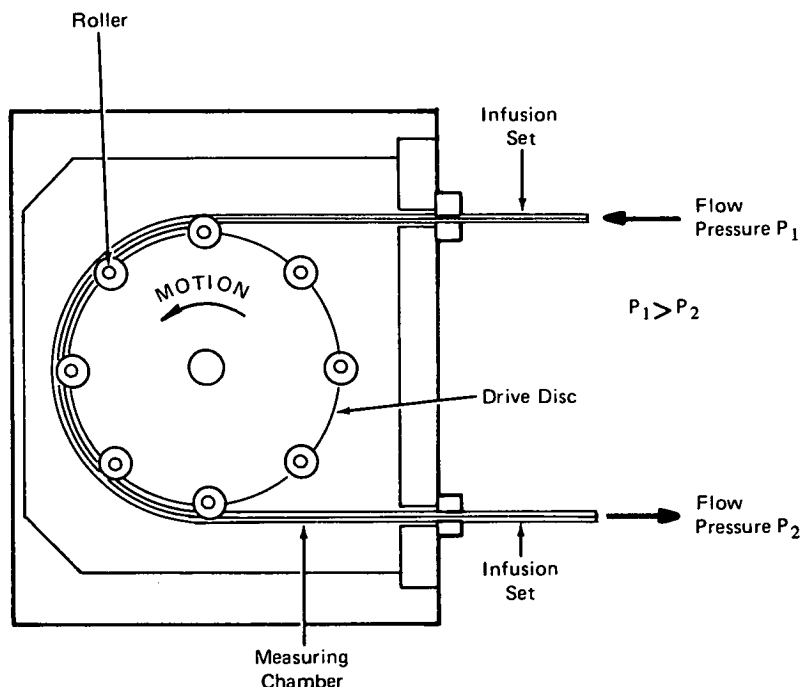 Roller
Infusion
Set
Flow
Pressure P₁
MOTION
P₁ > P₂
Drive Disc
Flow
Pressure P₂
Infusion
Set
Measuring
Chamber